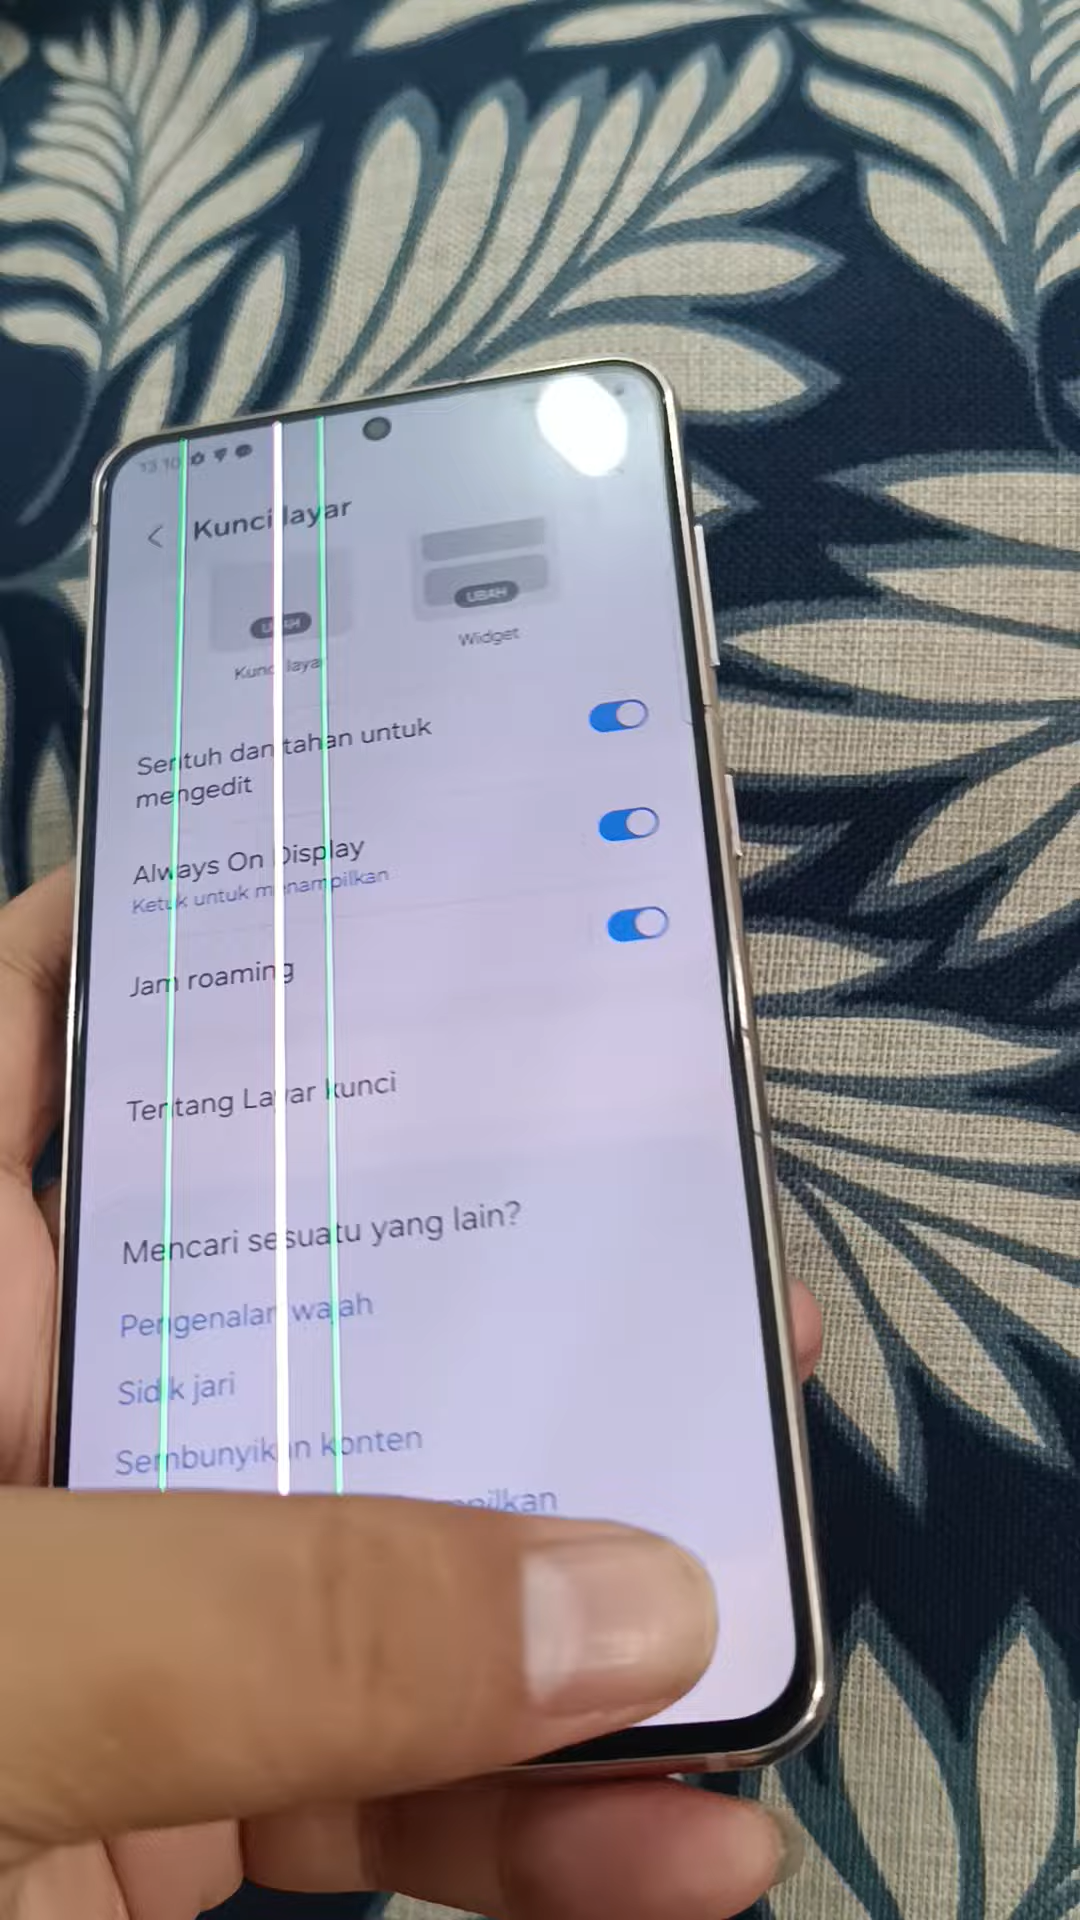 13 10
Kunci layar
UBAH
UBAH
Kunci layar
Widget
Sentuh dan tahan untuk
mengedit
Always On Display
Ketuk untuk menampilkan
Jam roaming
Tentang Layar kunci
Mencari sesuatu yang lain?
Pengenalan wajah
Sidik jari
Sembunyikan konten